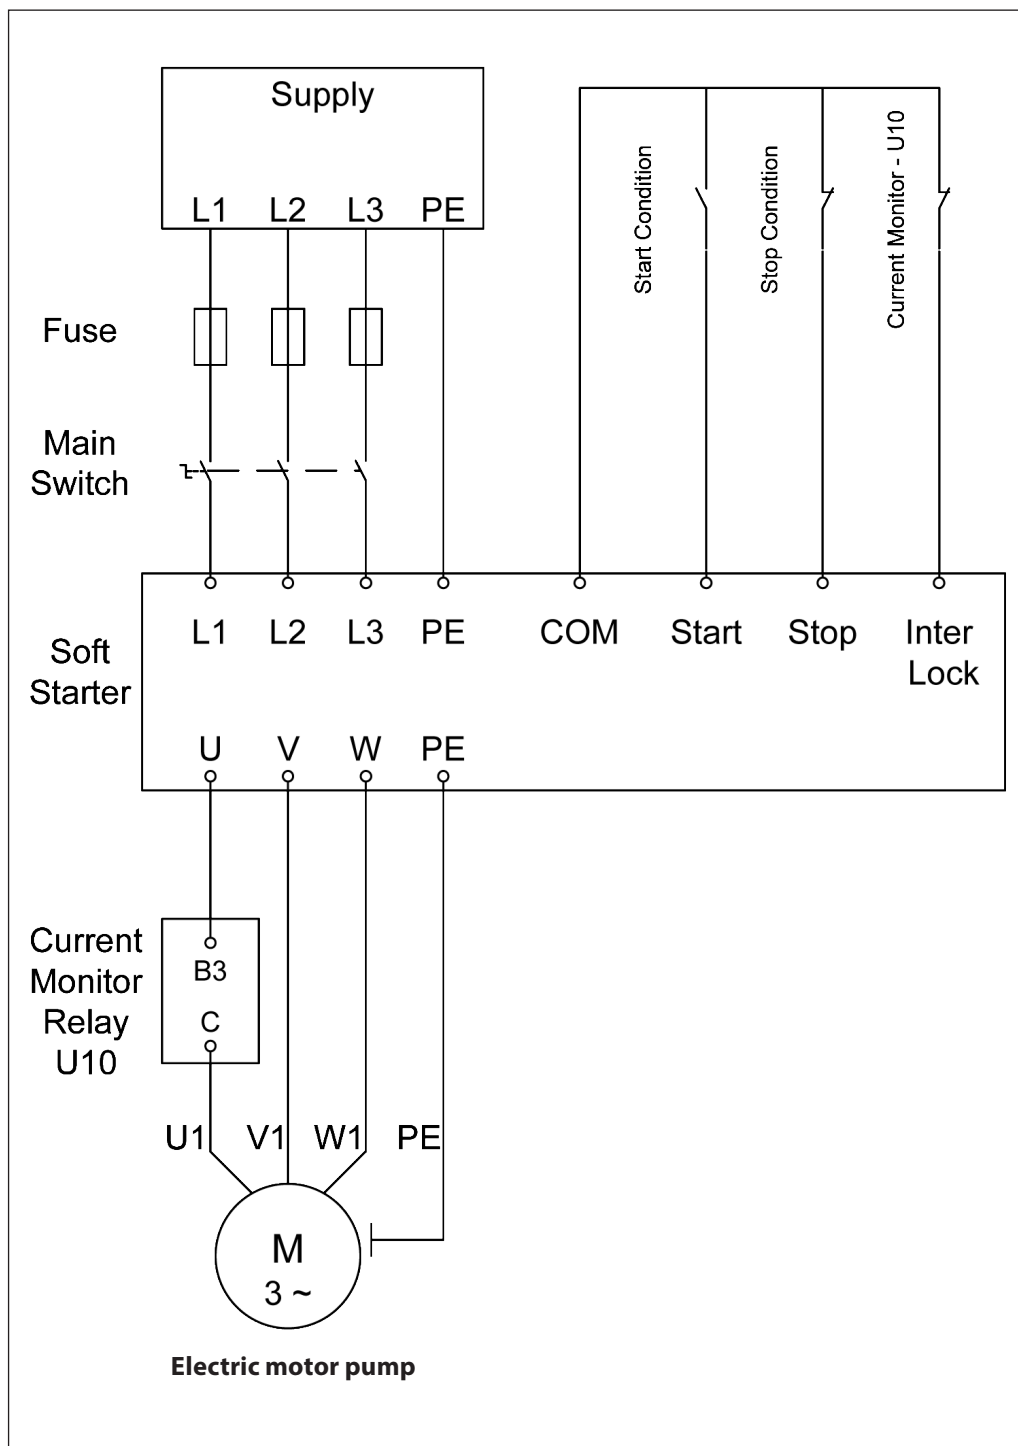 Supply
L1 L2 L3 PE
Start Condition
Stop Condition
Current Monitor - U10
Fuse
Main
Switch
Soft
Starter
L1 L2 L3 PE COM Start Stop Inter
Lock
U V W PE
Current
Monitor
Relay
U10
B3
C
U1 V1 W1 PE
M
3 ~
Electric motor pump